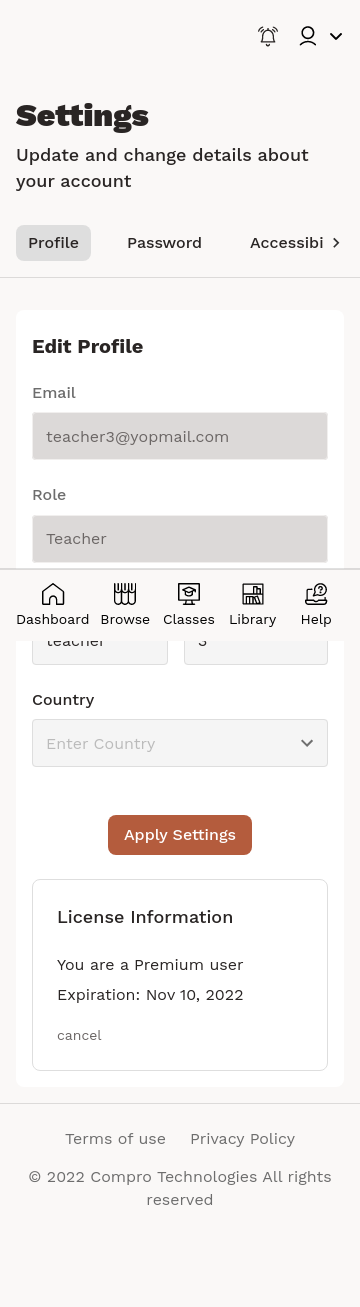 Settings
Update and change details about
your account
Profile Password Accessibi
Edit Profile
Email
teacher3@yopmail.com
Role
Teacher
Dashboard Browse Classes Library Help
teacher 3
Country
Enter Country
Apply Settings
License Information
You are a Premium user
Expiration: Nov 10, 2022
cancel
Terms of use Privacy Policy
© 2022 Compro Technologies All rights
reserved